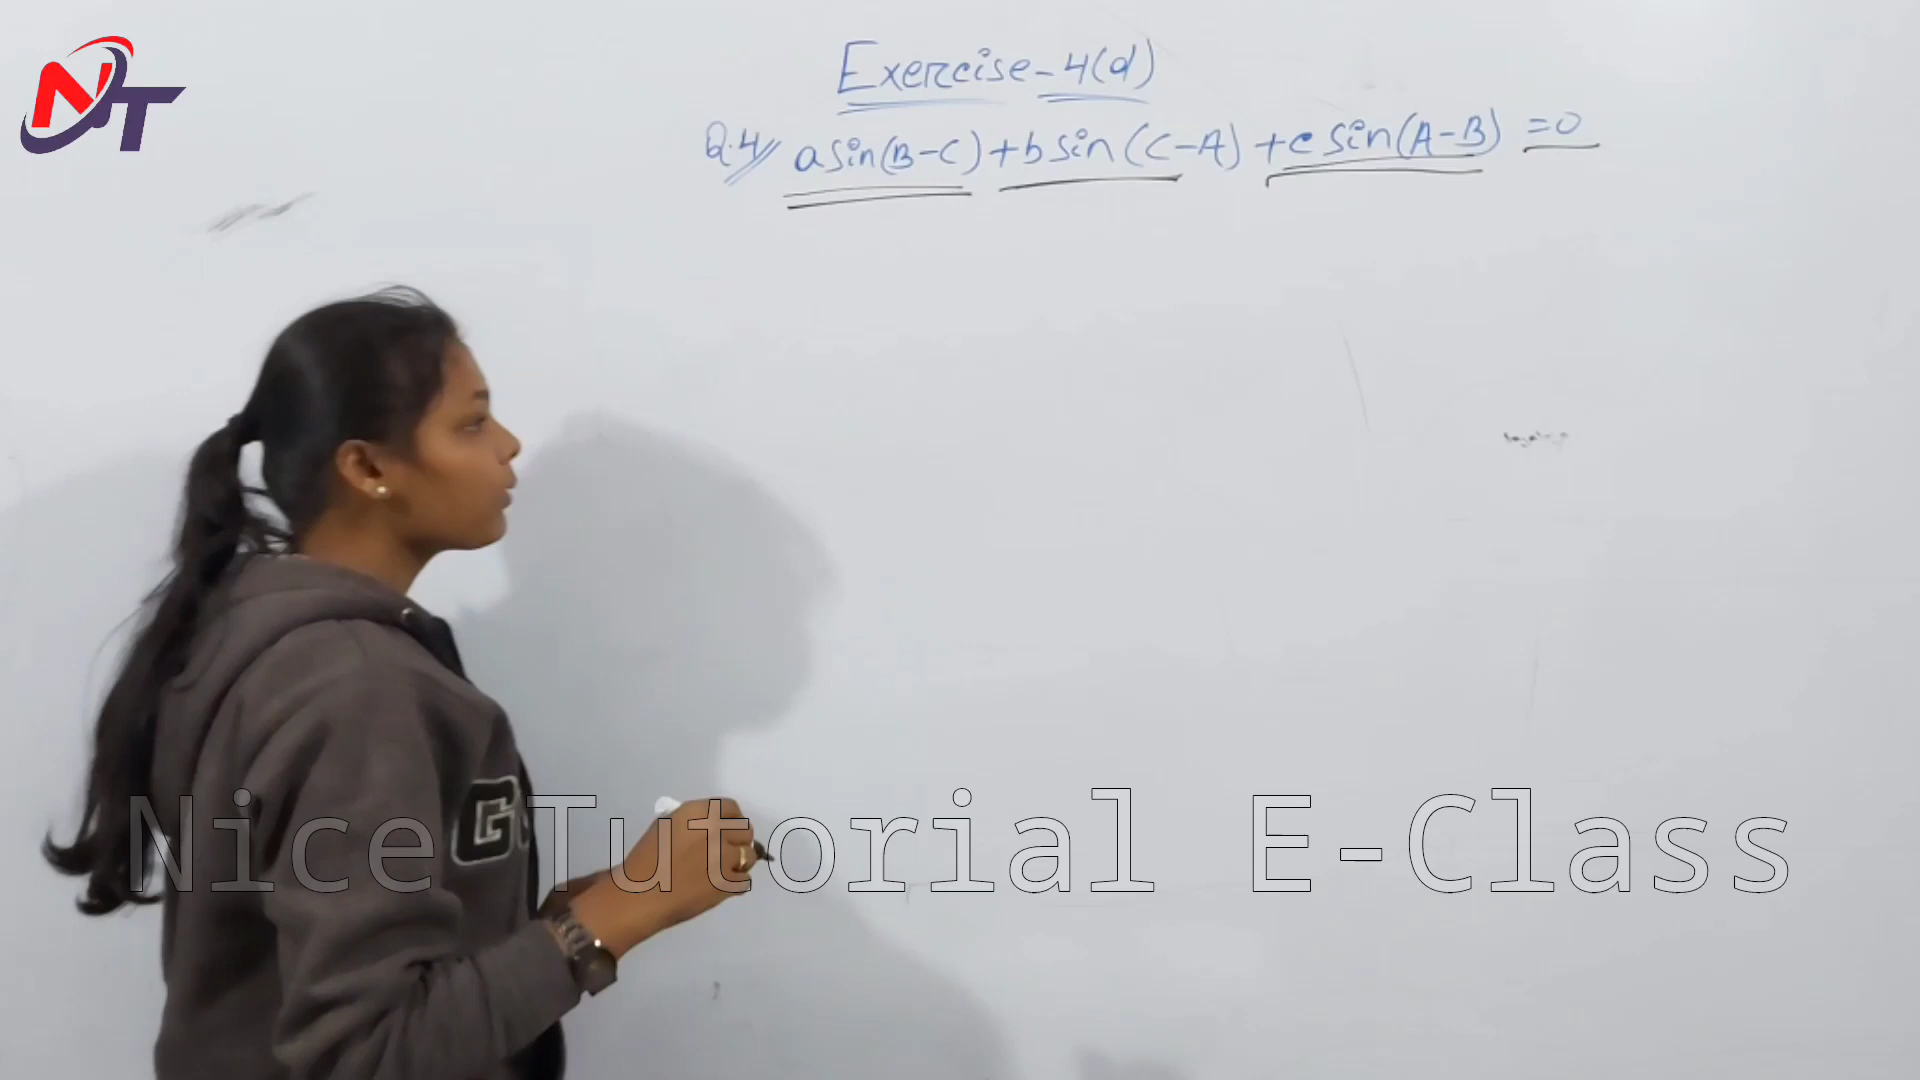 NT
Exercise-4(d)
Q.4 a sin(B-C)+b sin(C-A)+c sin(A-B) =0
G
Nice Tutorial E-Class